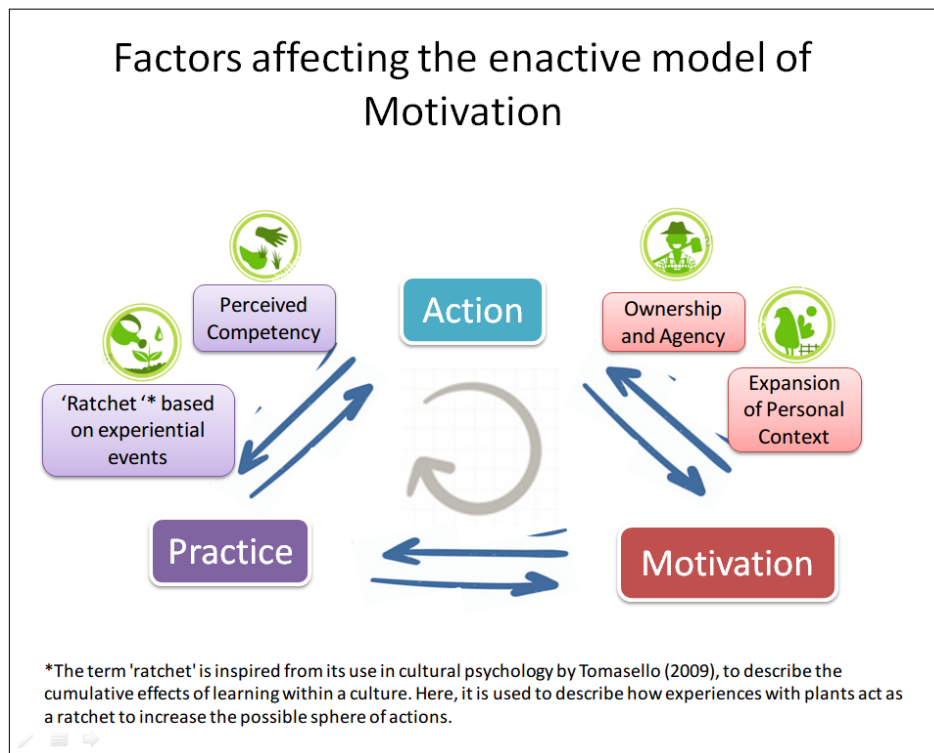 Factors affecting the enactive model of
Motivation
Perceived
Competency
Action
Ownership
and Agency
‘Ratchet ‘* based
on experiential
events
Expansion
of Personal
Context
Practice
Motivation
*The term 'ratchet' is inspired from its use in cultural psychology by Tomasello (2009), to describe the
cumulative effects of learning within a culture. Here, it is used to describe how experiences with plants act as
a ratchet to increase the possible sphere of actions.